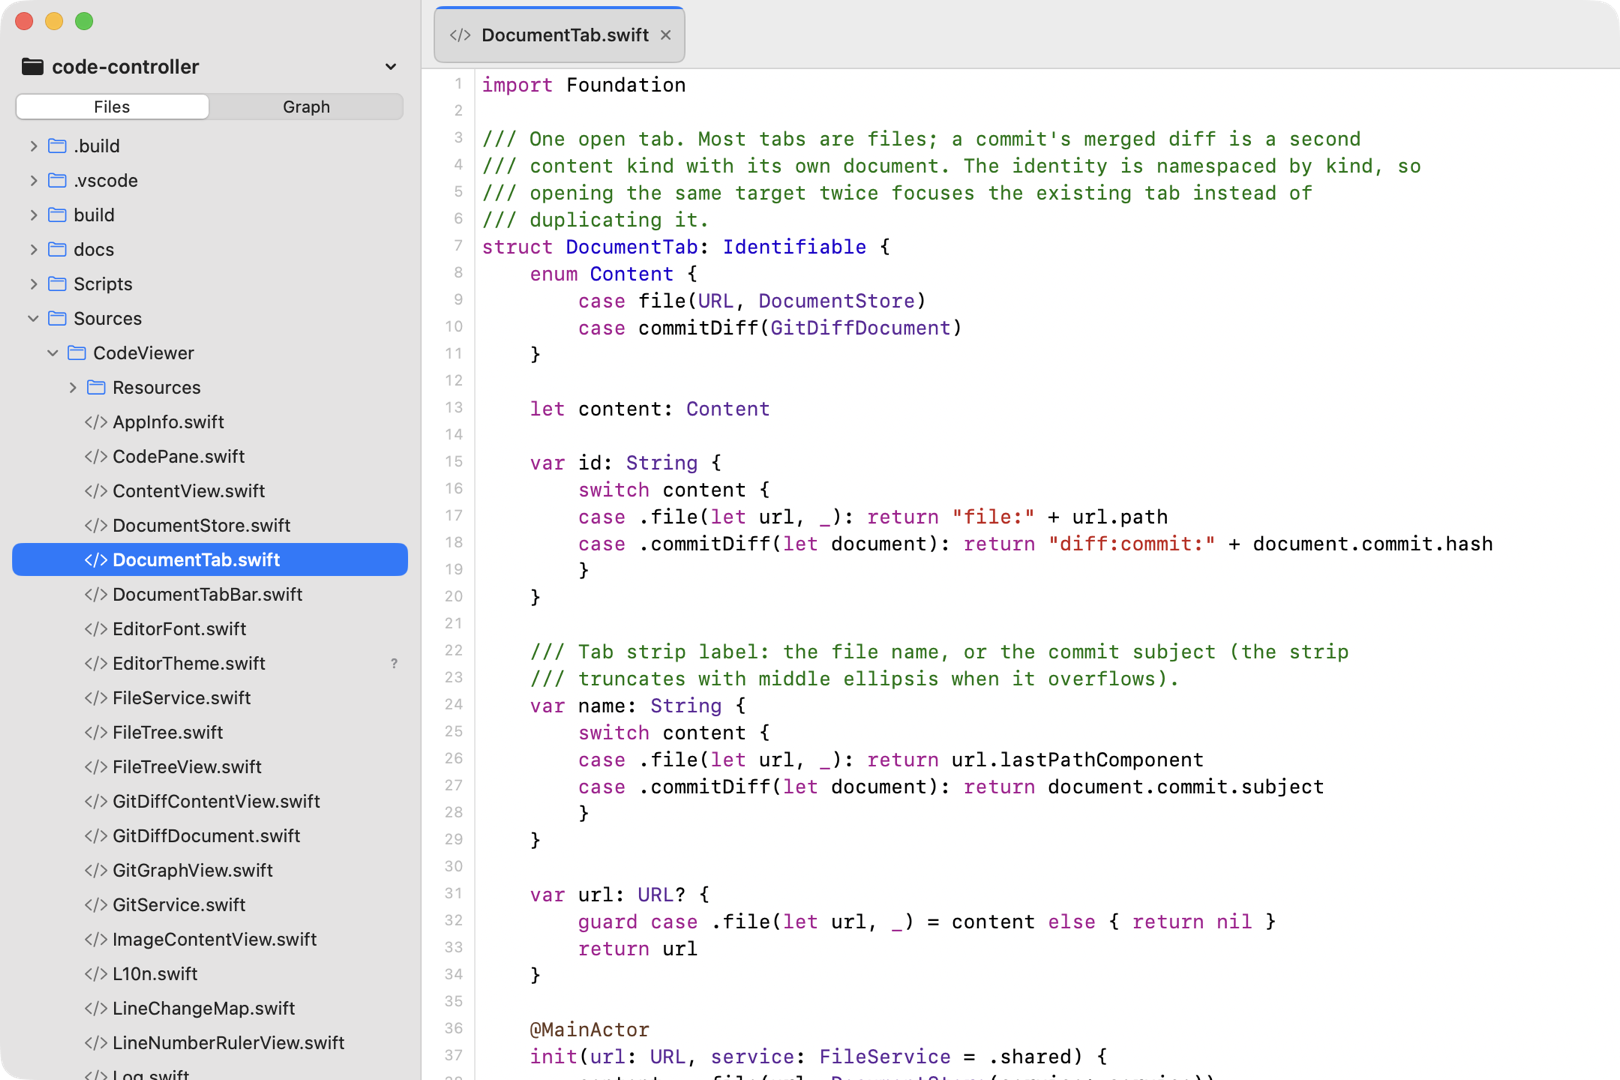 code-controller
Files
Graph
.build
.vscode
build
docs
Scripts
Sources
CodeViewer
Resources
</> AppInfo.swift
</> CodePane.swift
</> ContentView.swift
</> DocumentStore.swift
</> DocumentTab.swift
</> DocumentTabBar.swift
</> EditorFont.swift
</> EditorTheme.swift ?
</> FileService.swift
</> FileTree.swift
</> FileTreeView.swift
</> GitDiffContentView.swift
</> GitDiffDocument.swift
</> GitGraphView.swift
</> GitService.swift
</> ImageContentView.swift
</> L10n.swift
</> LineChangeMap.swift
</> LineNumberRulerView.swift
</> Log.swift
</> DocumentTab.swift ×
1 import Foundation
2
3 /// One open tab. Most tabs are files; a commit's merged diff is a second
4 /// content kind with its own document. The identity is namespaced by kind, so
5 /// opening the same target twice focuses the existing tab instead of
6 /// duplicating it.
7 struct DocumentTab: Identifiable {
8     enum Content {
9         case file(URL, DocumentStore)
10         case commitDiff(GitDiffDocument)
11     }
12
13     let content: Content
14
15     var id: String {
16         switch content {
17         case .file(let url, _): return "file:" + url.path
18         case .commitDiff(let document): return "diff:commit:" + document.commit.hash
19         }
20     }
21
22     /// Tab strip label: the file name, or the commit subject (the strip
23     /// truncates with middle ellipsis when it overflows).
24     var name: String {
25         switch content {
26         case .file(let url, _): return url.lastPathComponent
27         case .commitDiff(let document): return document.commit.subject
28         }
29     }
30
31     var url: URL? {
32         guard case .file(let url, _) = content else { return nil }
33         return url
34     }
35
36     @MainActor
37     init(url: URL, service: FileService = .shared) {